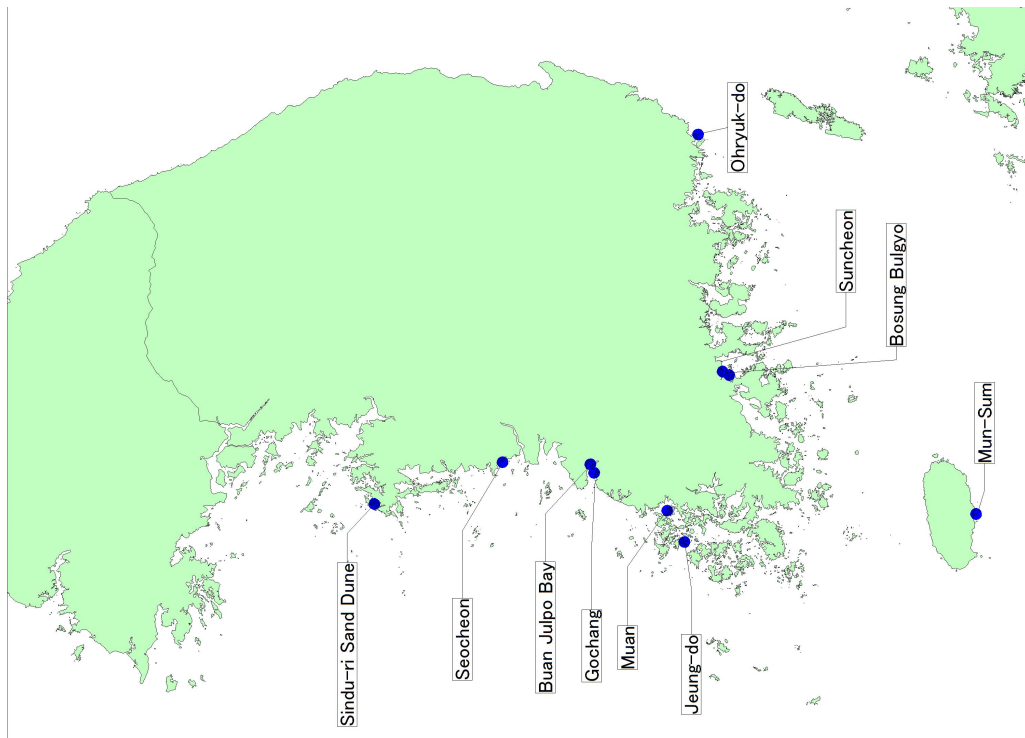 Sindu-ri Sand Dune
Seocheon
Buan Julpo Bay
Gochang
Muan
Jeung-do
Ohryuk-do
Suncheon
Bosung Bulgyo
Mun-Sum